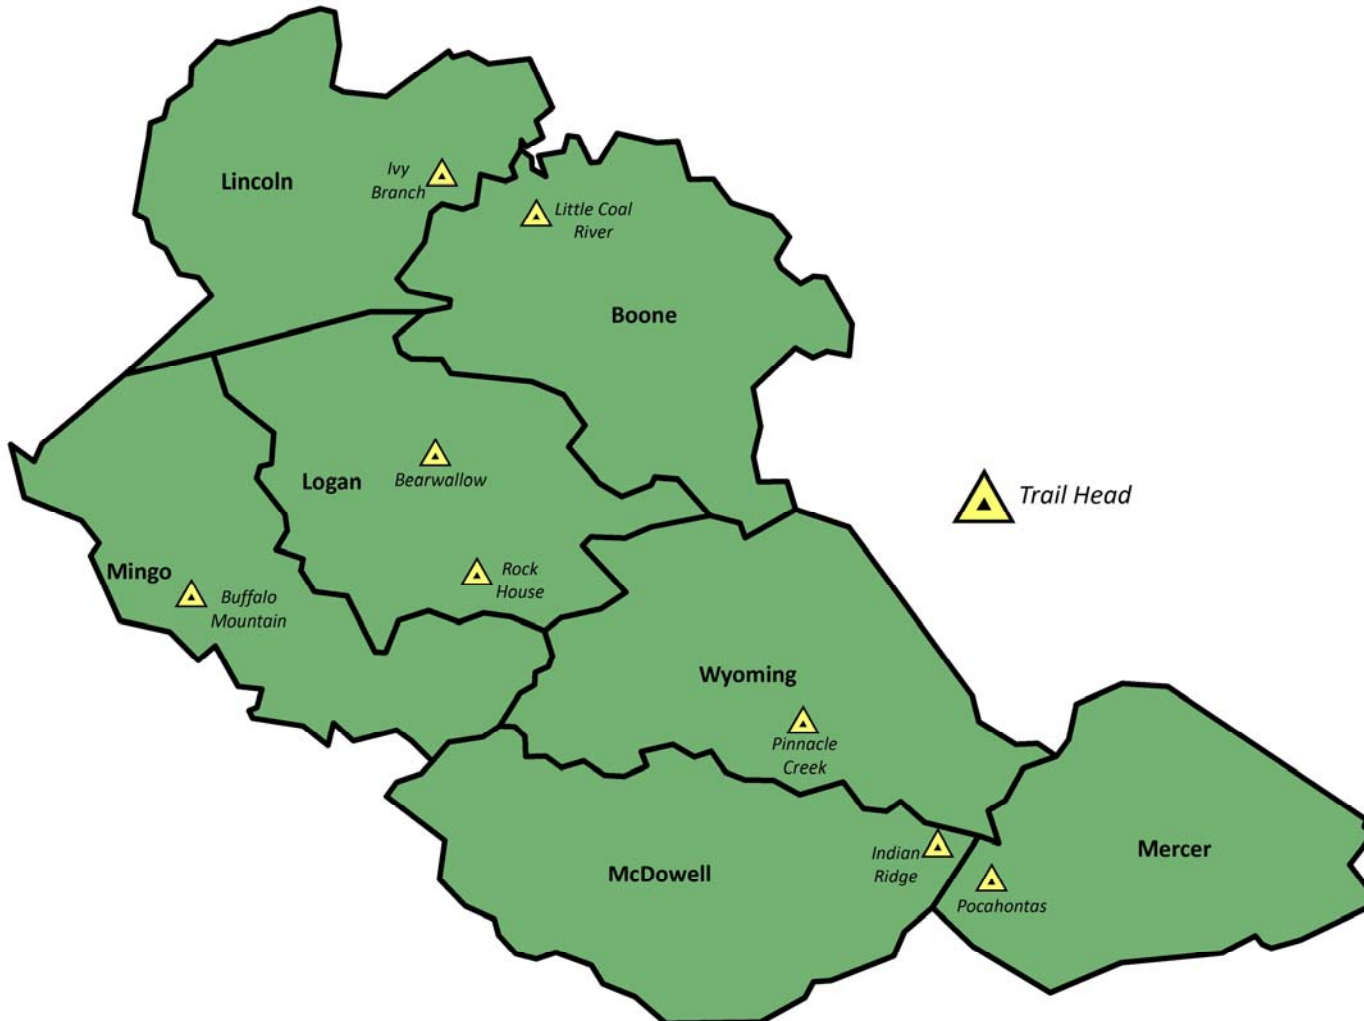 Lincoln
Ivy
Branch
Little Coal
River
Boone
Logan
Bearwallow
Trail Head
Mingo
Rock
House
Buffalo
Mountain
Wyoming
Pinnacle
Creek
McDowell
Indian
Ridge
Mercer
Pocahontas